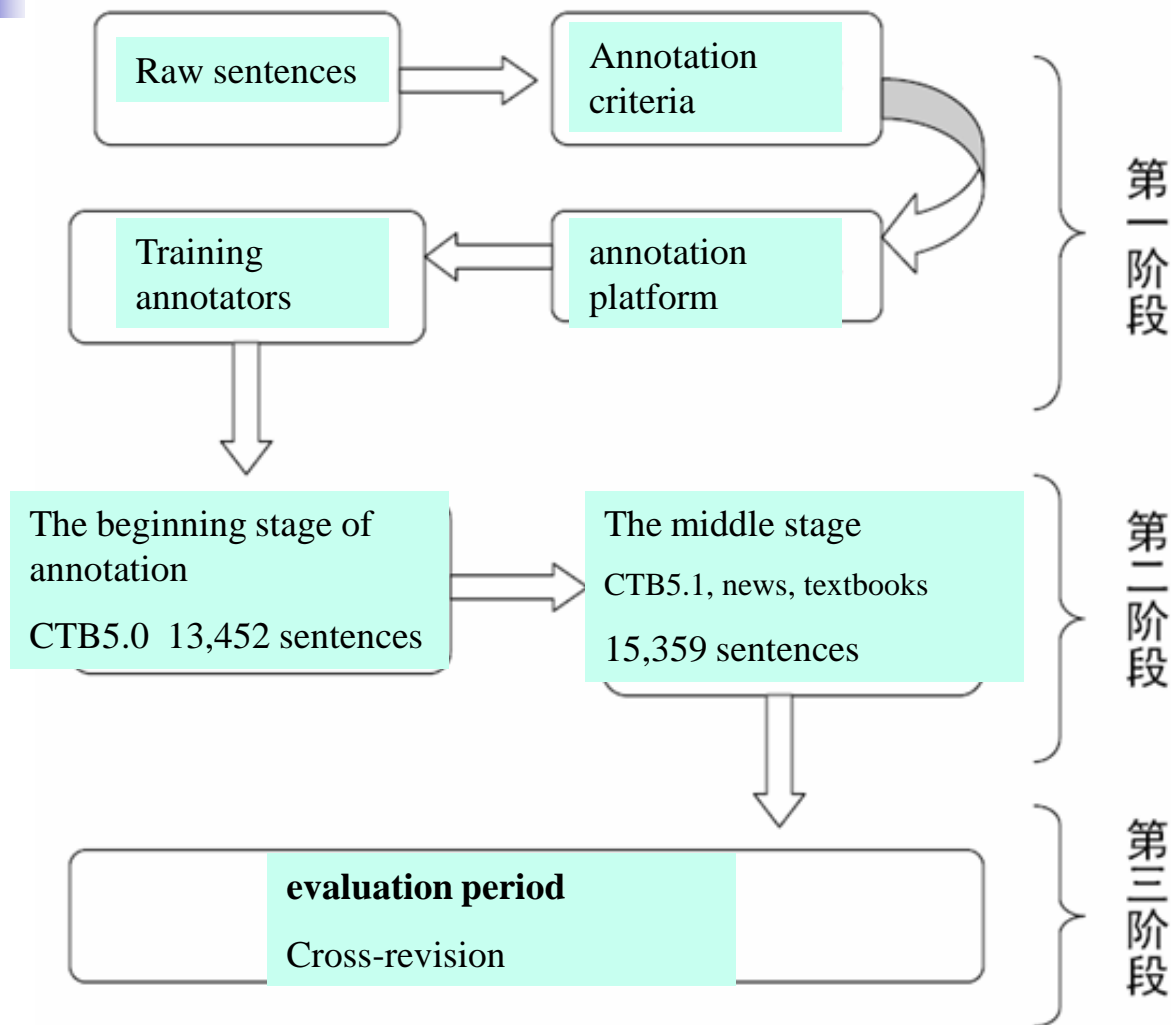 Raw sentences
Annotation
criteria
Training
annotators
annotation
platform
第一阶段
The beginning stage of
annotation
CTB5.0 13,452 sentences
The middle stage
CTB5.1, news, textbooks
15,359 sentences
第二阶段
evaluation period
Cross-revision
第三阶段